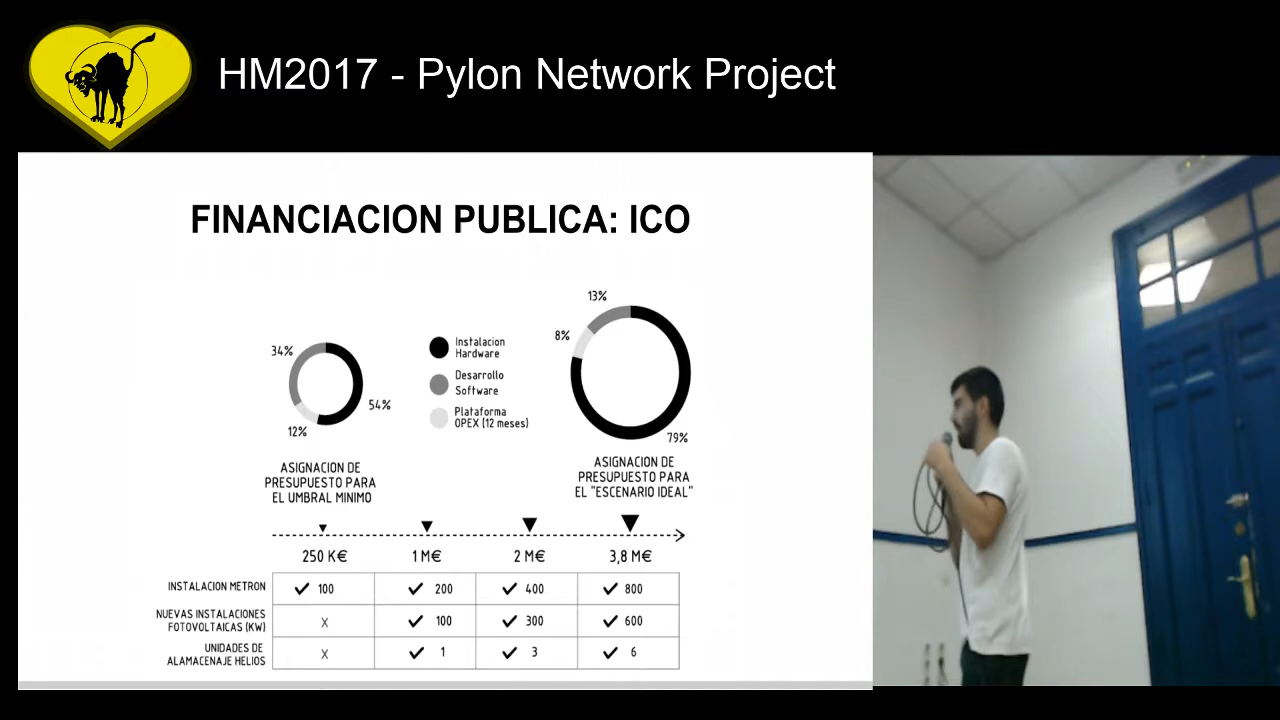 HM2017 - Pylon Network Project
FINANCIACION PUBLICA: ICO
34%
54%
12%
Instalacion
Hardware
Desarrollo
Software
Plataforma
OPEX (12 meses)
13%
8%
79%
ASIGNACION DE
PRESUPUESTO PARA
EL UMBRAL MINIMO
ASIGNACION DE
PRESUPUESTO PARA
EL "ESCENARIO IDEAL"
250 K€ 1 M€ 2 M€ 3,8 M€
INSTALACION METRON ✓ 100 ✓ 200 ✓ 400 ✓ 800
NUEVAS INSTALACIONES
FOTOVOLTAICAS (KW) X ✓ 100 ✓ 300 ✓ 600
UNIDADES DE
ALAMACENAJE HELIOS X ✓ 1 ✓ 3 ✓ 6